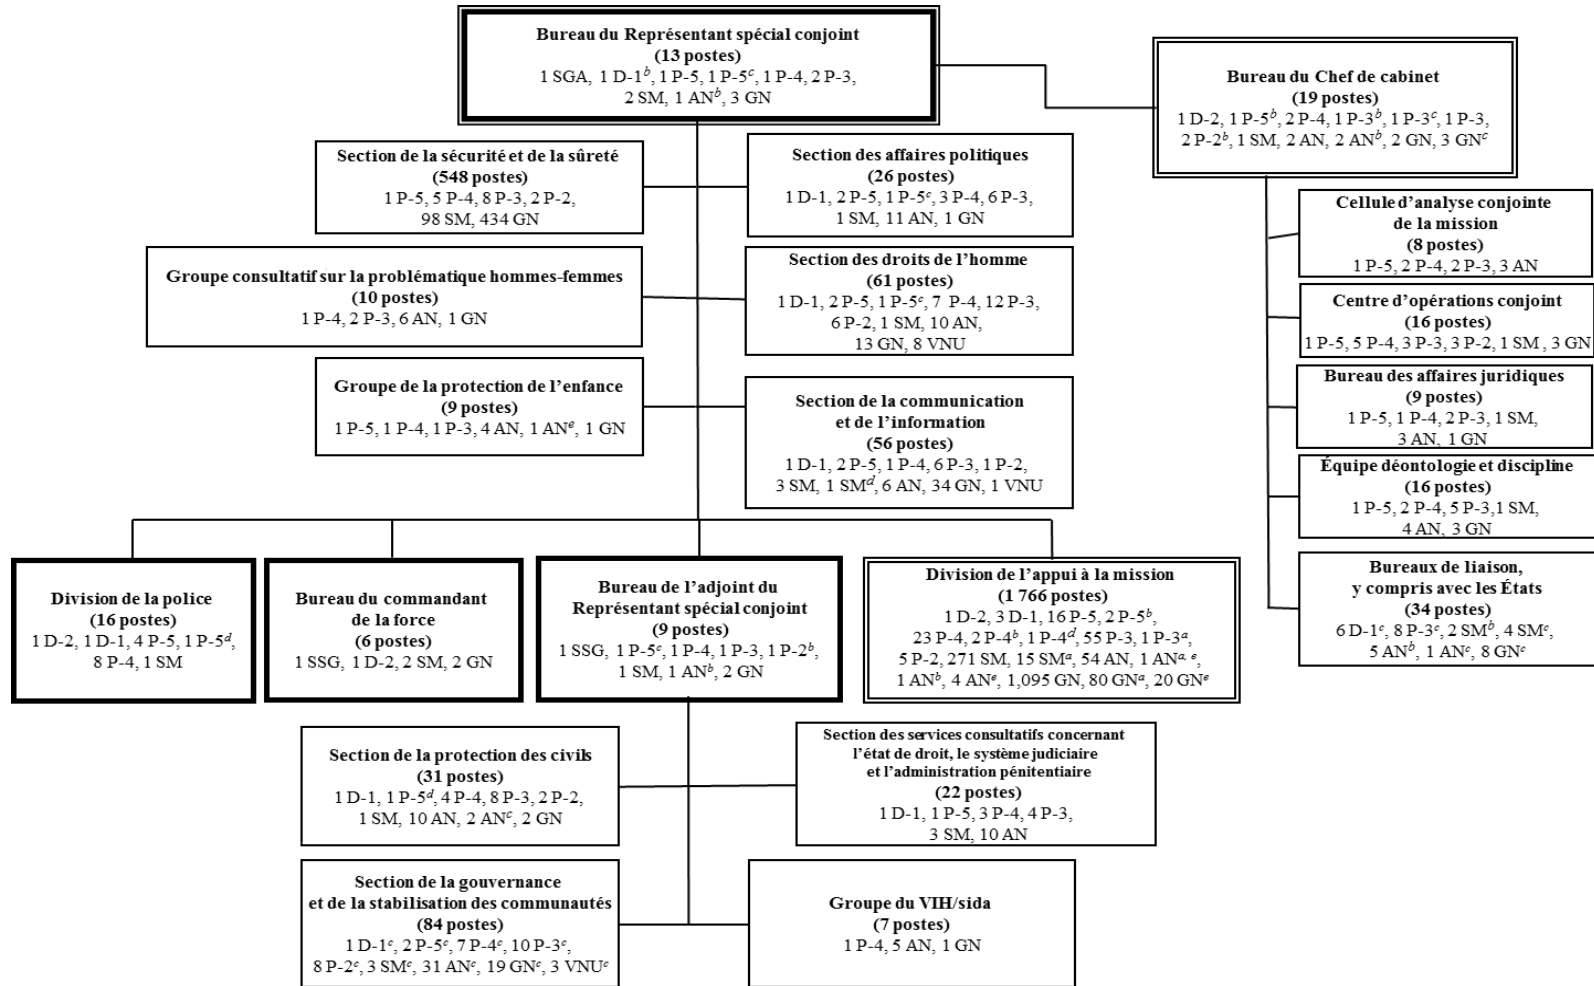 Bureau du Représentant spécial conjoint
(13 postes)
1 SGA, 1 D-1ᵇ, 1 P-5, 1 P-5ᶜ, 1 P-4, 2 P-3,
2 SM, 1 ANᵇ, 3 GN
Bureau du Chef de cabinet
(19 postes)
1 D-2, 1 P-5ᵇ, 2 P-4, 1 P-3ᵇ, 1 P-3ᶜ, 1 P-3,
2 P-2ᵇ, 1 SM, 2 AN, 2 ANᵇ, 2 GN, 3 GNᶜ
Section de la sécurité et de la sûreté
(548 postes)
1 P-5, 5 P-4, 8 P-3, 2 P-2,
98 SM, 434 GN
Section des affaires politiques
(26 postes)
1 D-1, 2 P-5, 1 P-5ᶜ, 3 P-4, 6 P-3,
1 SM, 11 AN, 1 GN
Cellule d'analyse conjointe
de la mission
(8 postes)
1 P-5, 2 P-4, 2 P-3, 3 AN
Groupe consultatif sur la problématique hommes-femmes
(10 postes)
1 P-4, 2 P-3, 6 AN, 1 GN
Section des droits de l'homme
(61 postes)
1 D-1, 2 P-5, 1 P-5ᶜ, 7 P-4, 12 P-3,
6 P-2, 1 SM, 10 AN,
13 GN, 8 VNU
Centre d'opérations conjoint
(16 postes)
1 P-5, 5 P-4, 3 P-3, 3 P-2, 1 SM , 3 GN
Groupe de la protection de l'enfance
(9 postes)
1 P-5, 1 P-4, 1 P-3, 4 AN, 1 ANᵉ, 1 GN
Section de la communication
et de l'information
(56 postes)
1 D-1, 2 P-5, 1 P-4, 6 P-3, 1 P-2,
3 SM, 1 SMᵈ, 6 AN, 34 GN, 1 VNU
Bureau des affaires juridiques
(9 postes)
1 P-5, 1 P-4, 2 P-3, 1 SM,
3 AN, 1 GN
Équipe déontologie et discipline
(16 postes)
1 P-5, 2 P-4, 5 P-3,1 SM,
4 AN, 3 GN
Bureaux de liaison,
y compris avec les États
(34 postes)
6 D-1ᶜ, 8 P-3ᶜ, 2 SMᵇ, 4 SMᶜ,
5 ANᵇ, 1 ANᶜ, 8 GNᶜ
Division de la police
(16 postes)
1 D-2, 1 D-1, 4 P-5, 1 P-5ᵈ,
8 P-4, 1 SM
Bureau du commandant
de la force
(6 postes)
1 SSG, 1 D-2, 2 SM, 2 GN
Bureau de l'adjoint du
Représentant spécial conjoint
(9 postes)
1 SSG, 1 P-5ᶜ, 1 P-4, 1 P-3, 1 P-2ᵇ,
1 SM, 1 ANᵇ, 2 GN
Division de l'appui à la mission
(1 766 postes)
1 D-2, 3 D-1, 16 P-5, 2 P-5ᵇ,
23 P-4, 2 P-4ᵇ, 1 P-4ᵈ, 55 P-3, 1 P-3ᵃ,
5 P-2, 271 SM, 15 SMᵃ, 54 AN, 1 ANᵃ˒ ᵉ,
1 ANᵇ, 4 ANᵉ, 1,095 GN, 80 GNᵃ, 20 GNᵉ
Section de la protection des civils
(31 postes)
1 D-1, 1 P-5ᵈ, 4 P-4, 8 P-3, 2 P-2,
1 SM, 10 AN, 2 ANᶜ, 2 GN
Section des services consultatifs concernant
l'état de droit, le système judiciaire
et l'administration pénitentiaire
(22 postes)
1 D-1, 1 P-5, 3 P-4, 4 P-3,
3 SM, 10 AN
Section de la gouvernance
et de la stabilisation des communautés
(84 postes)
1 D-1ᶜ, 2 P-5ᶜ, 7 P-4ᶜ, 10 P-3ᶜ,
8 P-2ᶜ, 3 SMᶜ, 31 ANᶜ, 19 GNᶜ, 3 VNUᶜ
Groupe du VIH/sida
(7 postes)
1 P-4, 5 AN, 1 GN